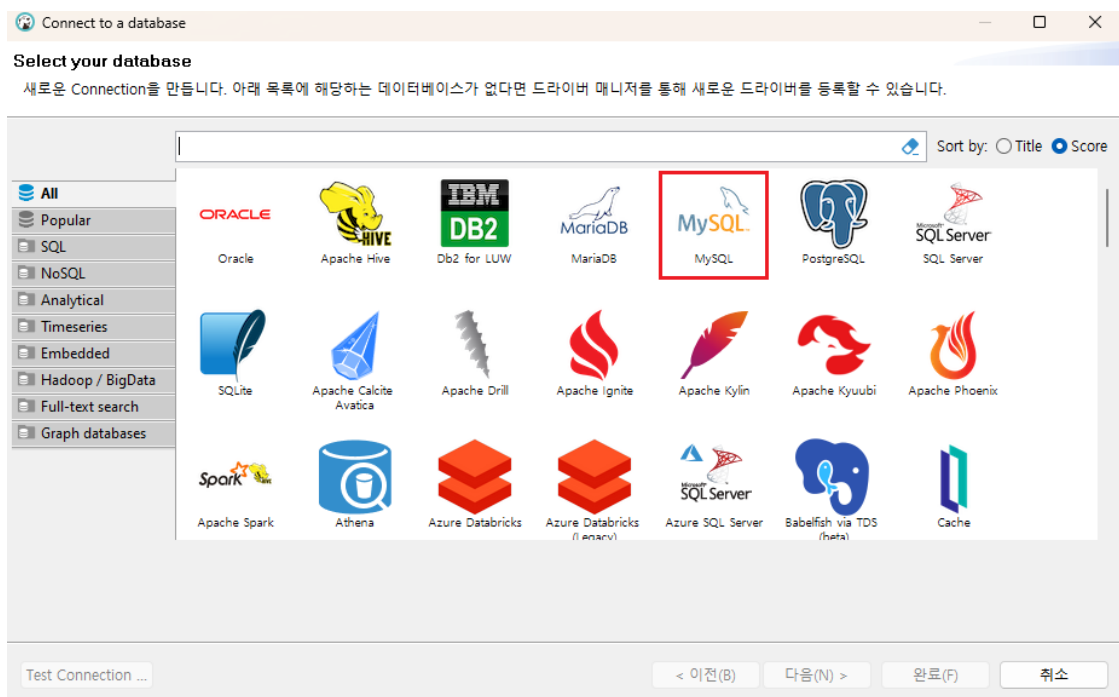 Connect to a database
Select your database
새로운 Connection을 만듭니다. 아래 목록에 해당하는 데이터베이스가 없다면 드라이버 매니저를 통해 새로운 드라이버를 등록할 수 있습니다.
Sort by: Title Score
All
Popular
SQL
NoSQL
Analytical
Timeseries
Embedded
Hadoop / BigData
Full-text search
Graph databases
ORACLE HIVE IBM DB2 MariaDB MySQL Microsoft SQL Server
Oracle Apache Hive Db2 for LUW MariaDB MySQL PostgreSQL SQL Server
SQLite Apache Calcite Avatica Apache Drill Apache Ignite Apache Kylin Apache Kyuubi Apache Phoenix
Spark Microsoft SQL Server
Apache Spark Athena Azure Databricks Azure Databricks (Legacy) Azure SQL Server Babelfish via TDS (beta) Cache
Test Connection ...
< 이전(B) 다음(N) > 완료(F) 취소